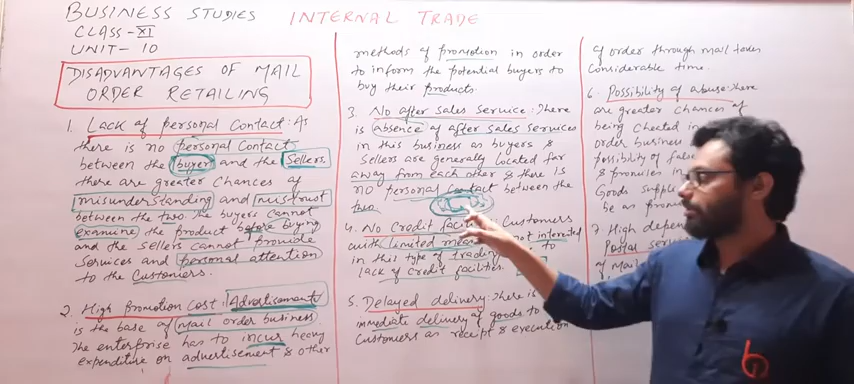 BUSINESS STUDIES
INTERNAL TRADE
CLASS - XI
UNIT - 10
DISADVANTAGES OF MAIL
ORDER RETAILING
1. Lack of personal Contact: As
there is no personal Contact
between the buyer and the Sellers,
there are greater chances of
misunderstanding and mistrust
between the two. The buyers cannot
examine the product before buying
and the sellers cannot provide
Services and personal attention
to the Customers.
2. High Promotion Cost: Advertisement
is the base of mail order business
The enterprise has to incur heavy
expenditure on advertisement & other
methods of promotion in order
to inform the potential buyers to
buy their products.
3. No after Sales Service: There
is absence of after Sales Services
in this business as buyers &
Sellers are generally located far
away from each other & there is
no personal contact between the
two
4. No Credit facility: Customers
with limited not interested
in this type of trading to
lack of credit facilities.
5. Delayed delivery: There is
immediate delivery of goods to
Customers as receipt & execution
of order through mail takes
Considerable time.
6. Possibility of abuse: There
are greater chances of
being cheated in
order business
possibility of
& promises in
Goods
be as
7. High
Postal
of